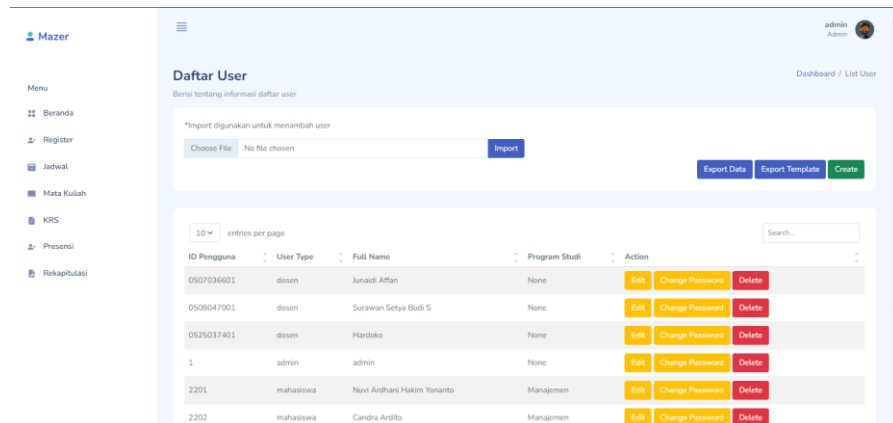 Mazer
admin
Admin
Menu
Beranda
Register
Jadwal
Mata Kuliah
KRS
Presensi
Rekapitulasi
Daftar User
Dashboard / List User
Berisi tentang informasi daftar user
*Import digunakan untuk menambah user
Choose File No file chosen Import
Export Data Export Template Create
10 entries per page Search...
ID Pengguna User Type Full Name Program Studi Action
0507036601 dosen Junaidi Affan None Edit Change Password Delete
0508047001 dosen Surawan Setya Budi S None Edit Change Password Delete
0525037401 dosen Hardoko None Edit Change Password Delete
1 admin admin None Edit Change Password Delete
2201 mahasiswa Nuvi Ardhani Hakim Yonanto Manajemen Edit Change Password Delete
2202 mahasiswa Candra Ardito Manajemen Edit Change Password Delete